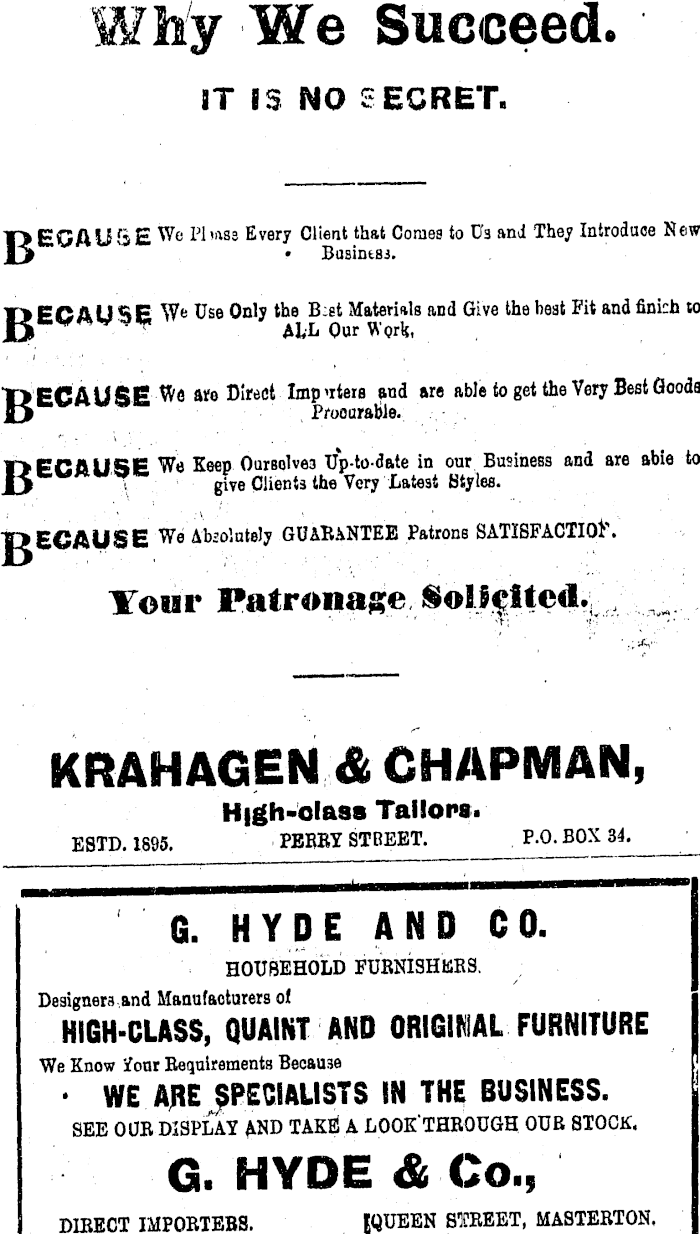 Why We Succeed.
IT IS NO SECRET.
BECAUSE We Please Every Client that Comes to Us and They Introduce New
Business.
BECAUSE We Use Only the Best Materials and Give the best Fit and finish to
ALL Our Work,
BECAUSE We are Direct Importers and are able to get the Very Best Goods
Procurable.
BECAUSE We Keep Ourselves Up-to-date in our Business and are able to
give Clients the Very Latest Styles.
BECAUSE We Absolutely GUARANTEE Patrons SATISFACTION.
Your Patronage Solicited.
KRAHAGEN & CHAPMAN,
High-class Tailors.
ESTD. 1895. PERRY STREET. P.O. BOX 34.
G. HYDE AND CO.
HOUSEHOLD FURNISHERS.
Designers and Manufacturers of
HIGH-CLASS, QUAINT AND ORIGINAL FURNITURE
We Know Your Requirements Because
WE ARE SPECIALISTS IN THE BUSINESS.
SEE OUR DISPLAY AND TAKE A LOOK THROUGH OUR STOCK.
G. HYDE & Co.,
DIRECT IMPORTERS. QUEEN STREET, MASTERTON.